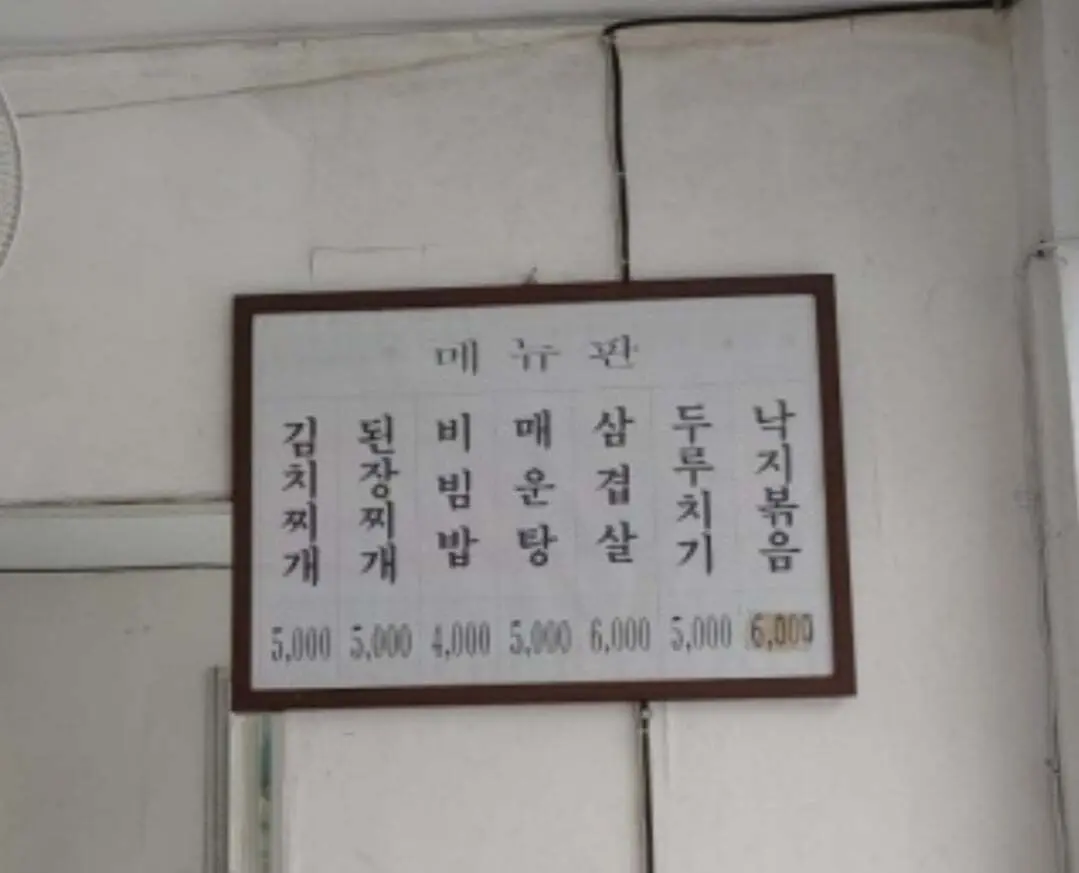 메뉴판
김치찌개 5,000
된장찌개 5,000
비빔밥 4,000
매운탕 5,000
삼겹살 6,000
두루치기 5,000
낙지볶음 6,000